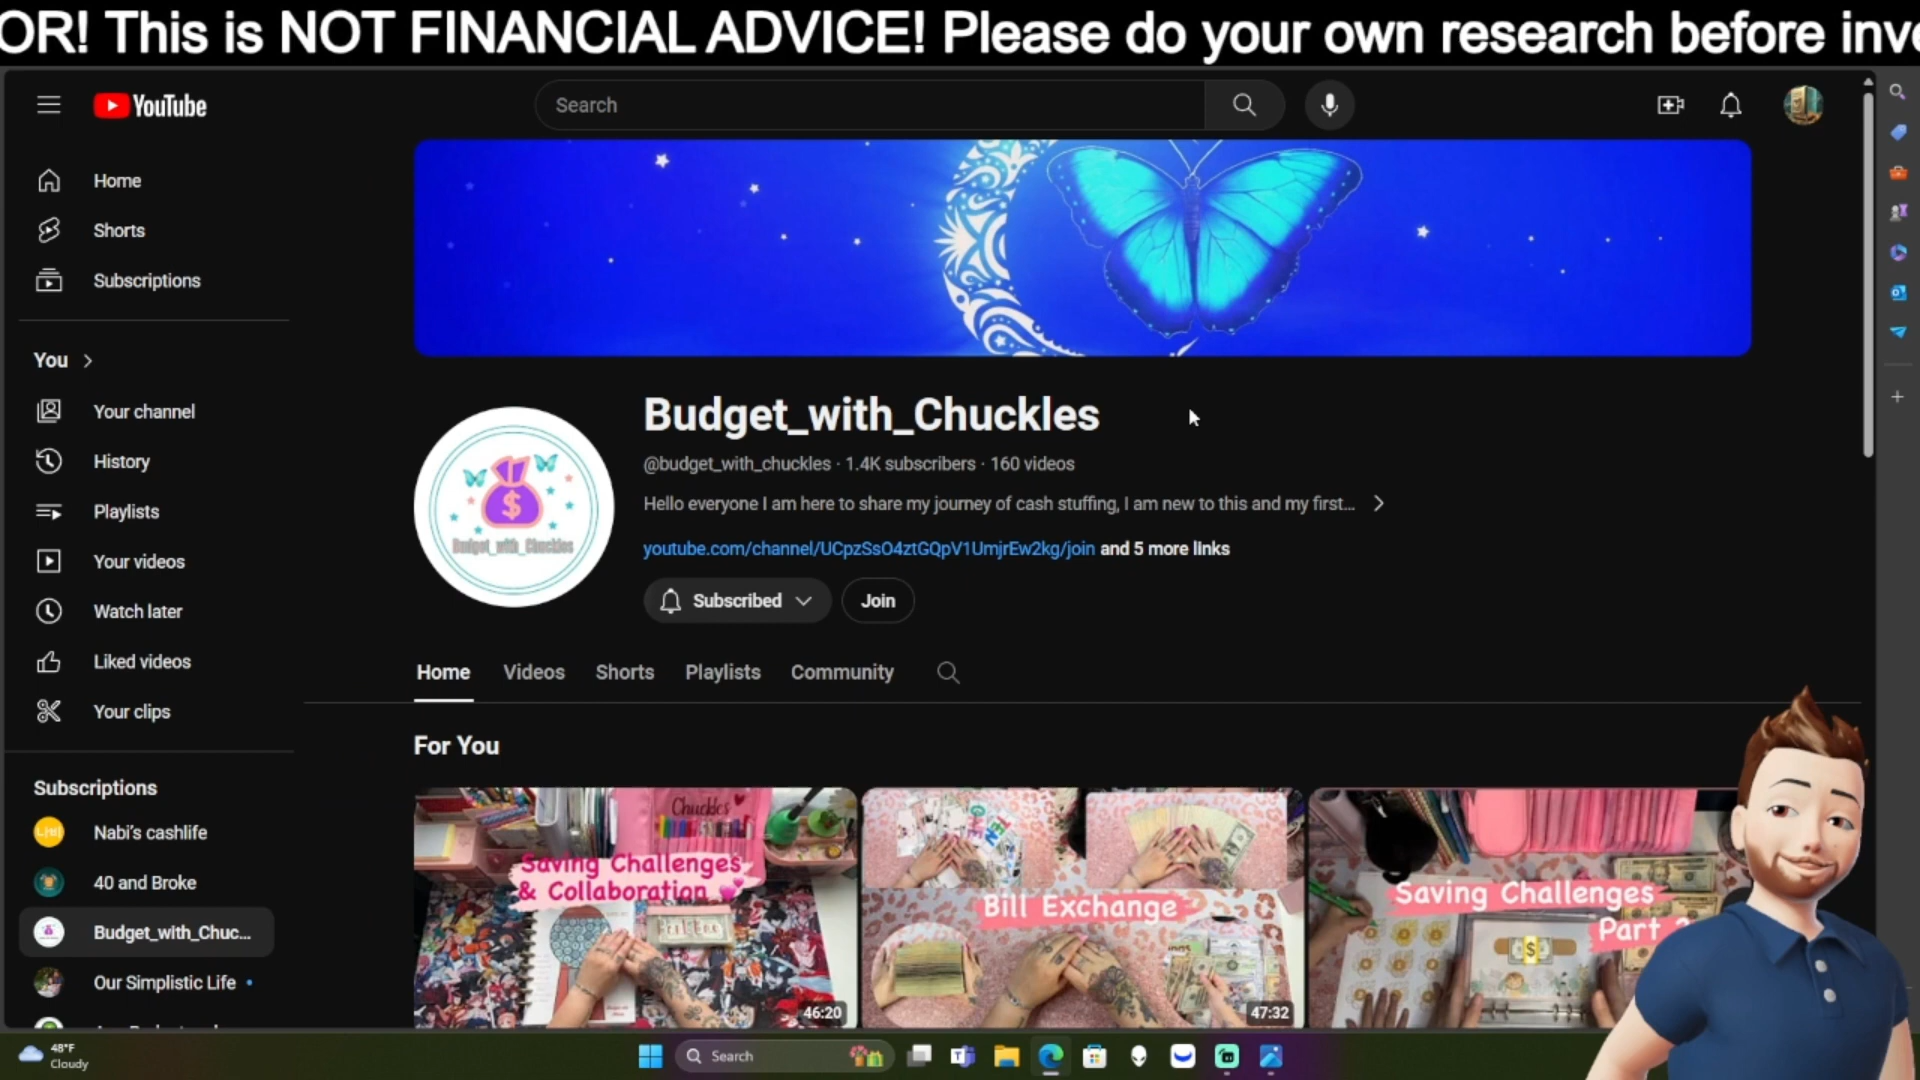 OR! This is NOT FINANCIAL ADVICE! Please do your own research before inve
YouTube
Search
Home
Shorts
Subscriptions
You
Your channel
History
Playlists
Your videos
Watch later
Liked videos
Your clips
Subscriptions
Nabi's cashlife
40 and Broke
Budget_with_Chuc...
Our Simplistic Life
Budget_with_Chuckles
@budget_with_chuckles · 1.4K subscribers · 160 videos
Hello everyone I am here to share my journey of cash stuffing, I am new to this and my first...
youtube.com/channel/UCpzSsO4ztGQpV1UmjrEw2kg/join and 5 more links
Subscribed
Join
Budget_with_Chuckles
Home Videos Shorts Playlists Community
For You
Chuckles
Saving Challenges
& Collaboration
46:20
Bill Exchange
47:32
Saving Challenges
Part
48°F
Cloudy
Search